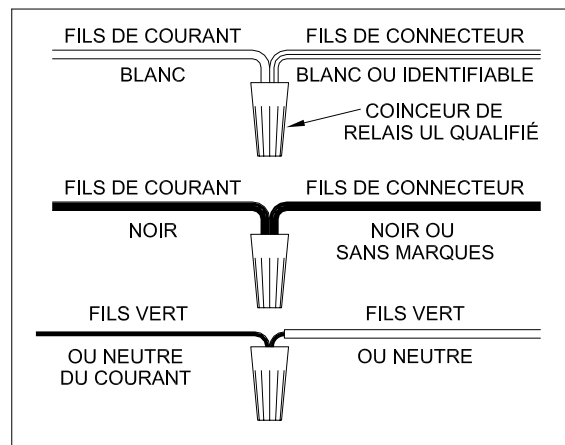 FILS DE COURANT
FILS DE CONNECTEUR
BLANC
BLANC OU IDENTIFIABLE
COINCEUR DE
RELAIS UL QUALIFIÉ
FILS DE COURANT
FILS DE CONNECTEUR
NOIR
NOIR OU
SANS MARQUES
FILS VERT
FILS VERT
OU NEUTRE
DU COURANT
OU NEUTRE